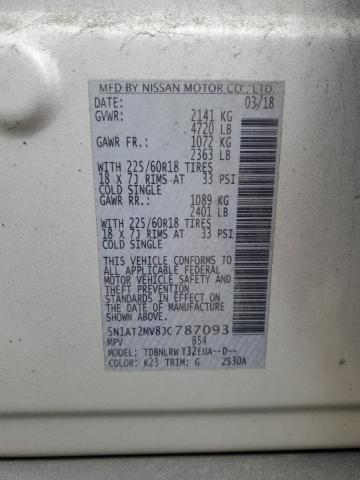 MFD BY NISSAN MOTOR CO., LTD.
DATE: 03/18
GVWR: 2141 KG
4720 LB
GAWR FR.: 1072 KG
2363 LB
WITH 225/60R18 TIRES
18 X 7J RIMS AT 33 PSI
COLD SINGLE
GAWR RR.: 1089 KG
2401 LB
WITH 225/60R18 TIRES
18 X 7J RIMS AT 33 PSI
COLD SINGLE
THIS VEHICLE CONFORMS TO
ALL APPLICABLE FEDERAL
MOTOR VEHICLE SAFETY
STANDARDS IN EFFECT ON
THE DATE OF MANUFACTURE
SHOWN ABOVE.
5N1AT2MV8JC787093
MPV 854
MODEL: TDBNLRW T32EUA--D--
COLOR: K23 TRIM: G 2S30A